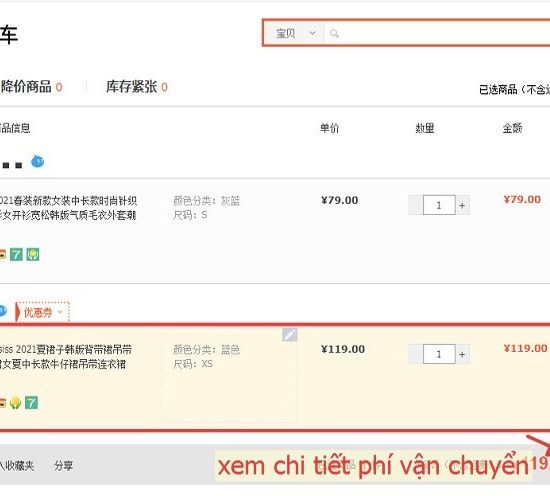 车
宝贝
降价商品 0
库存紧张 0
已选商品（不含
商品信息
单价
数量
金额
2021春装新款女装中长款时尚针织
女开衫宽松韩版气质毛衣外套潮
颜色分类：灰蓝
尺码：S
¥79.00
1 +
¥79.00
7
优惠券
siss 2021夏裙子韩版背带裙吊带
女夏中长款牛仔裙吊带连衣裙
颜色分类：蓝色
尺码：XS
¥119.00
1 +
¥119.00
7
入收藏夹
分享
xem chi tiết phí vận chuyển
119